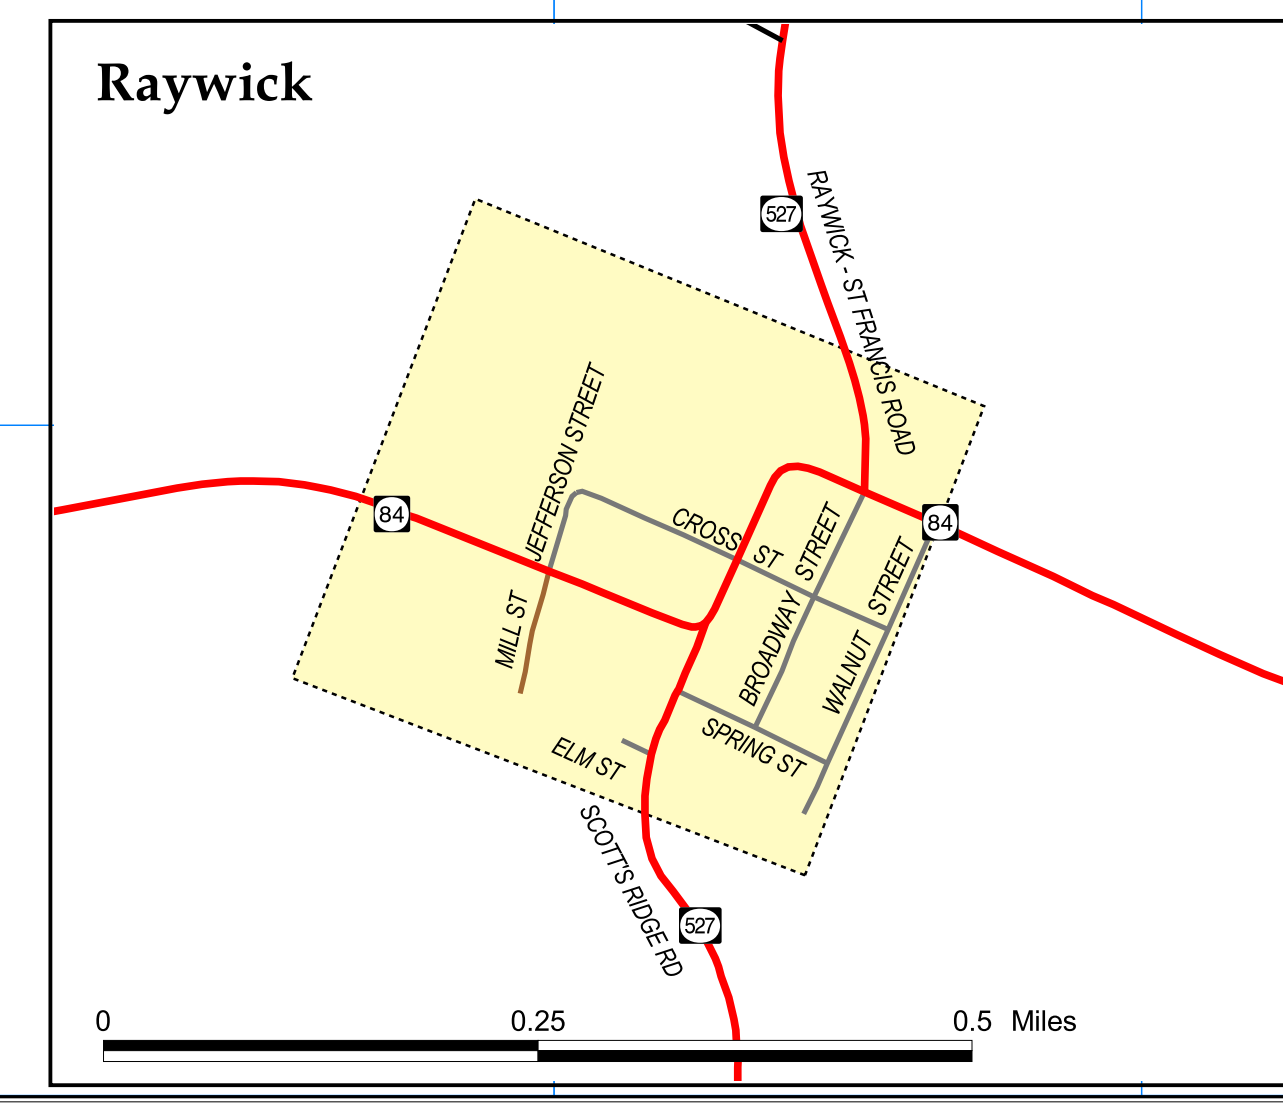 Raywick
527
RAYWICK - ST FRANCIS ROAD
JEFFERSON STREET
84
CROSS ST
BROADWAY STREET
84
WALNUT STREET
MILL ST
SPRING ST
ELM ST
SCOTT'S RIDGE RD
527
0 0.25 0.5 Miles